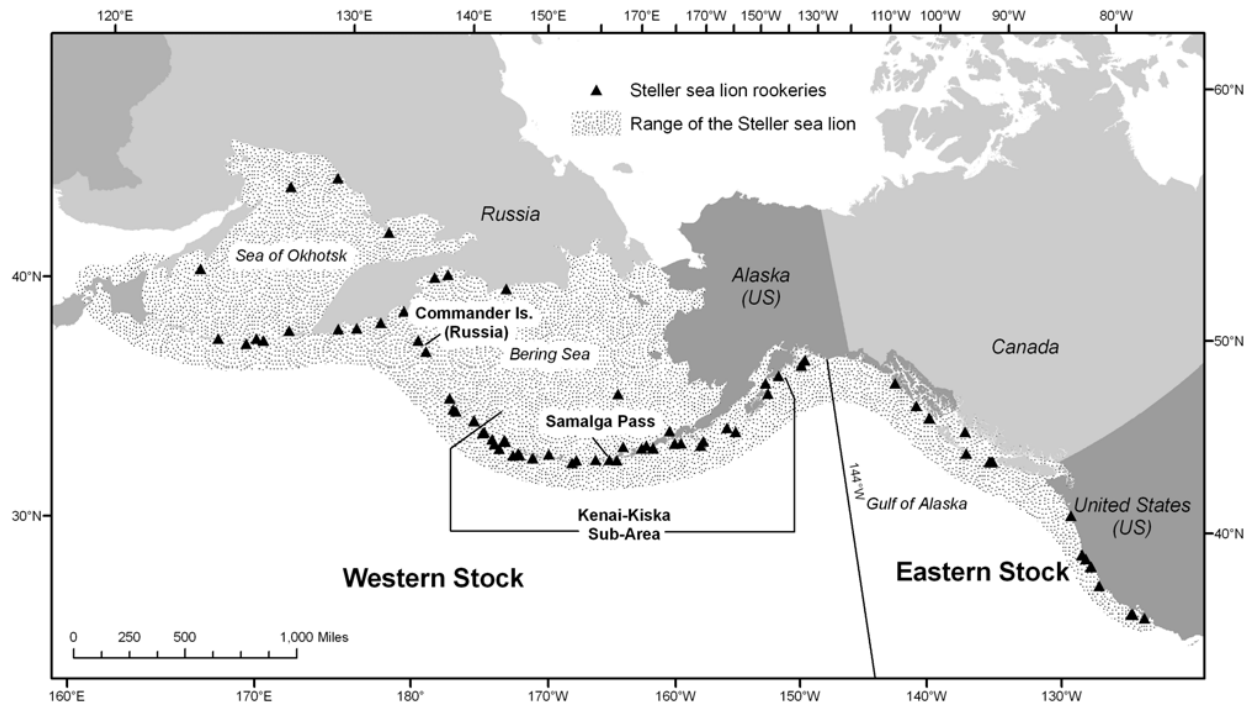 120°E 130°E 140°W 150°W 170°W 170°W 160°W 150°W 140°W 130°W 110°W 100°W 90°W 80°W
Steller sea lion rookeries
60°N
Range of the Steller sea lion
Russia
Sea of Okhotsk
Alaska
(US)
40°N
Commander Is.
(Russia)
Bering Sea
Canada
50°N
Samalga Pass
144°W
Gulf of Alaska
United States
(US)
30°N
Kenai-Kiska
Sub-Area
40°N
Western Stock
Eastern Stock
0 250 500 1,000 Miles
160°E 170°E 180°W 170°W 160°W 150°W 140°W 130°W